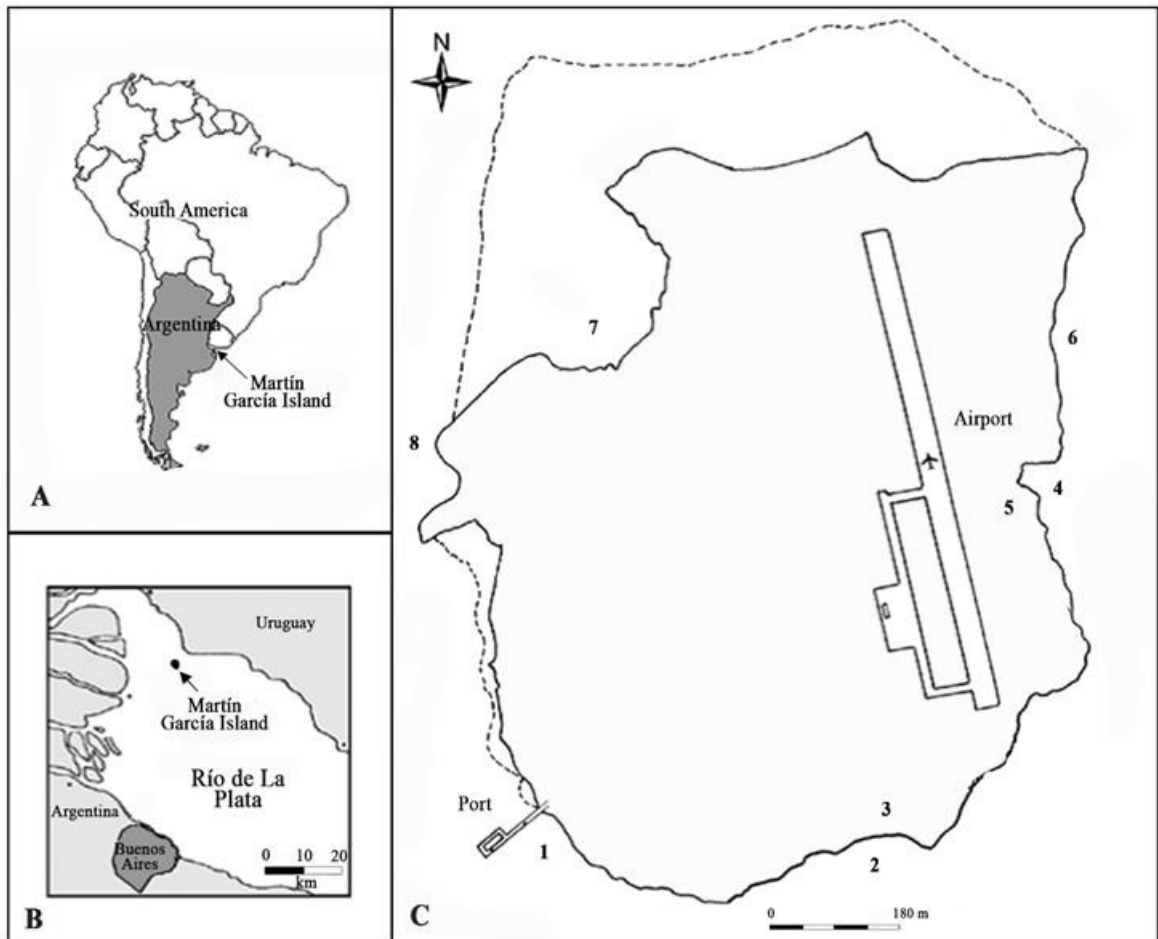 South America
Argentina
Martín
García Island
A
Uruguay
Martín
García Island
Río de La
Plata
Argentina
Buenos
Aires
0 10 20
km
B
N
7
6
Airport
8
4
5
Port
3
1
2
0 180 m
C